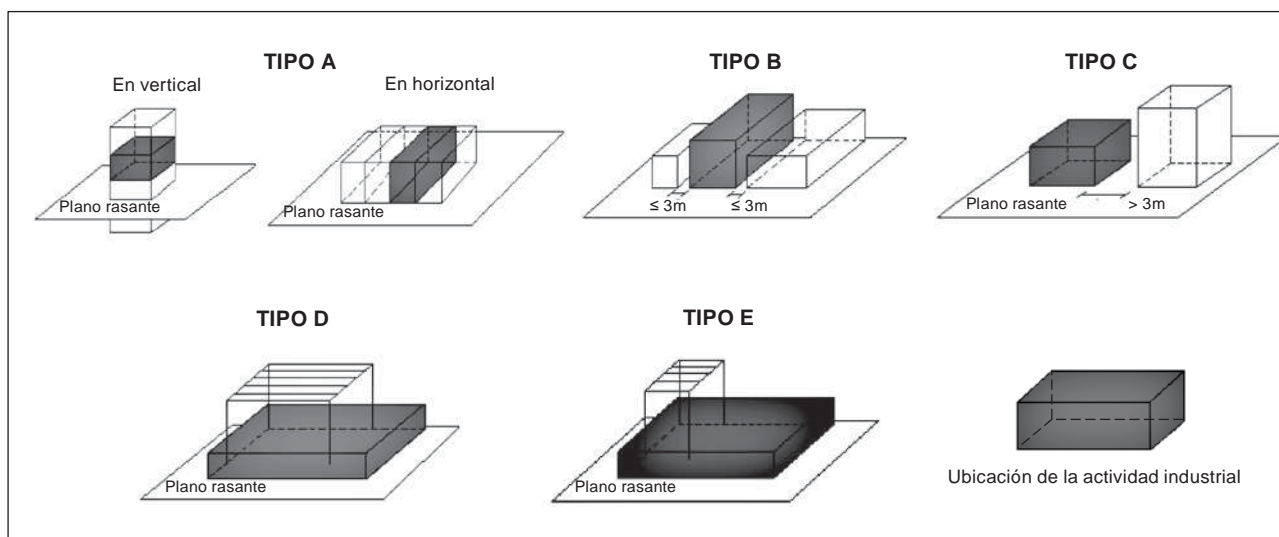 TIPO A
En vertical
En horizontal
Plano rasante
Plano rasante
TIPO B
≤ 3m
≤ 3m
TIPO C
Plano rasante
> 3m
TIPO D
Plano rasante
TIPO E
Plano rasante
Ubicación de la actividad industrial